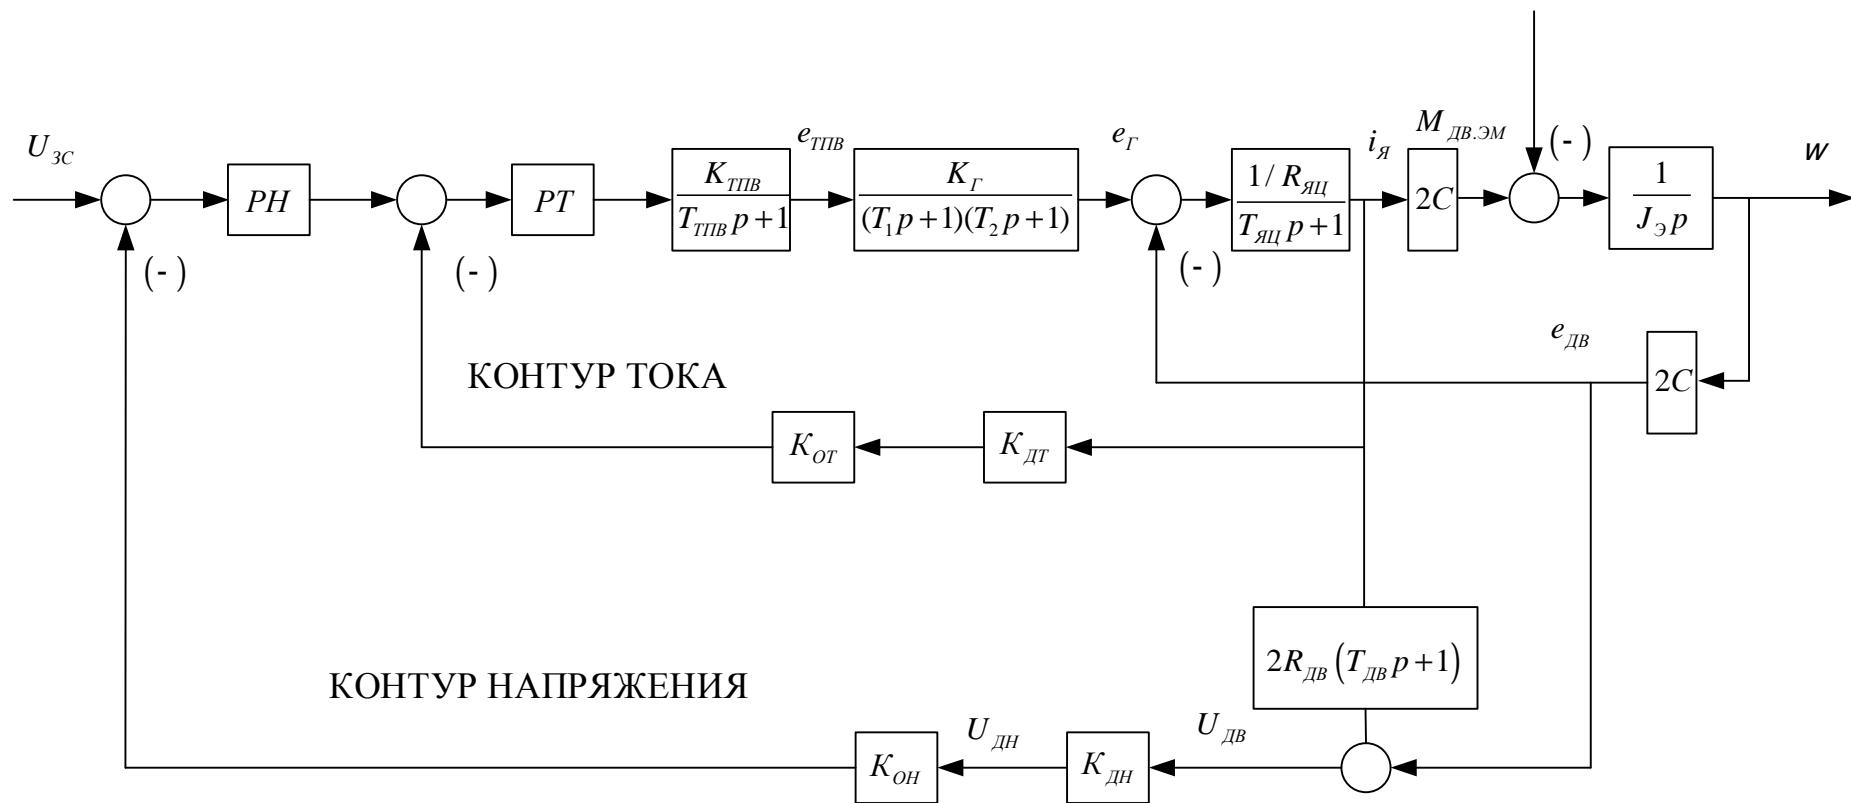 U_ЗС
(-)
РН
(-)
РТ
K_ТПВ
T_ТПВ p + 1
e_ТПВ
K_Г
(T_1 p + 1)(T_2 p + 1)
e_Г
(-)
1 / R_ЯЦ
T_ЯЦ p + 1
i_Я
2C
M_ДВ.ЭМ
(-)
1
J_Э p
w
e_ДВ
2C
КОНТУР ТОКА
K_ОТ
K_ДТ
2R_ДВ (T_ДВ p + 1)
КОНТУР НАПРЯЖЕНИЯ
K_ОН
U_ДН
K_ДН
U_ДВ